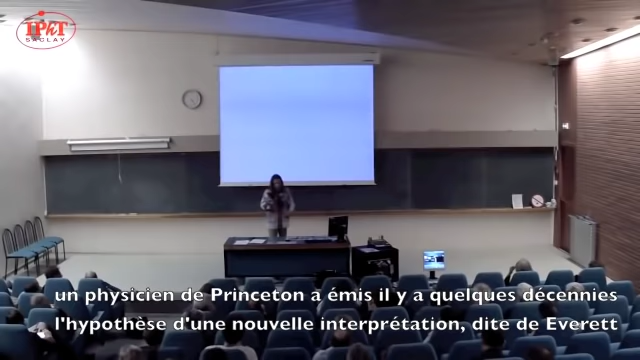 IPhT
SACLAY
un physicien de Princeton a émis il y a quelques décennies
l'hypothèse d'une nouvelle interprétation, dite de Everett